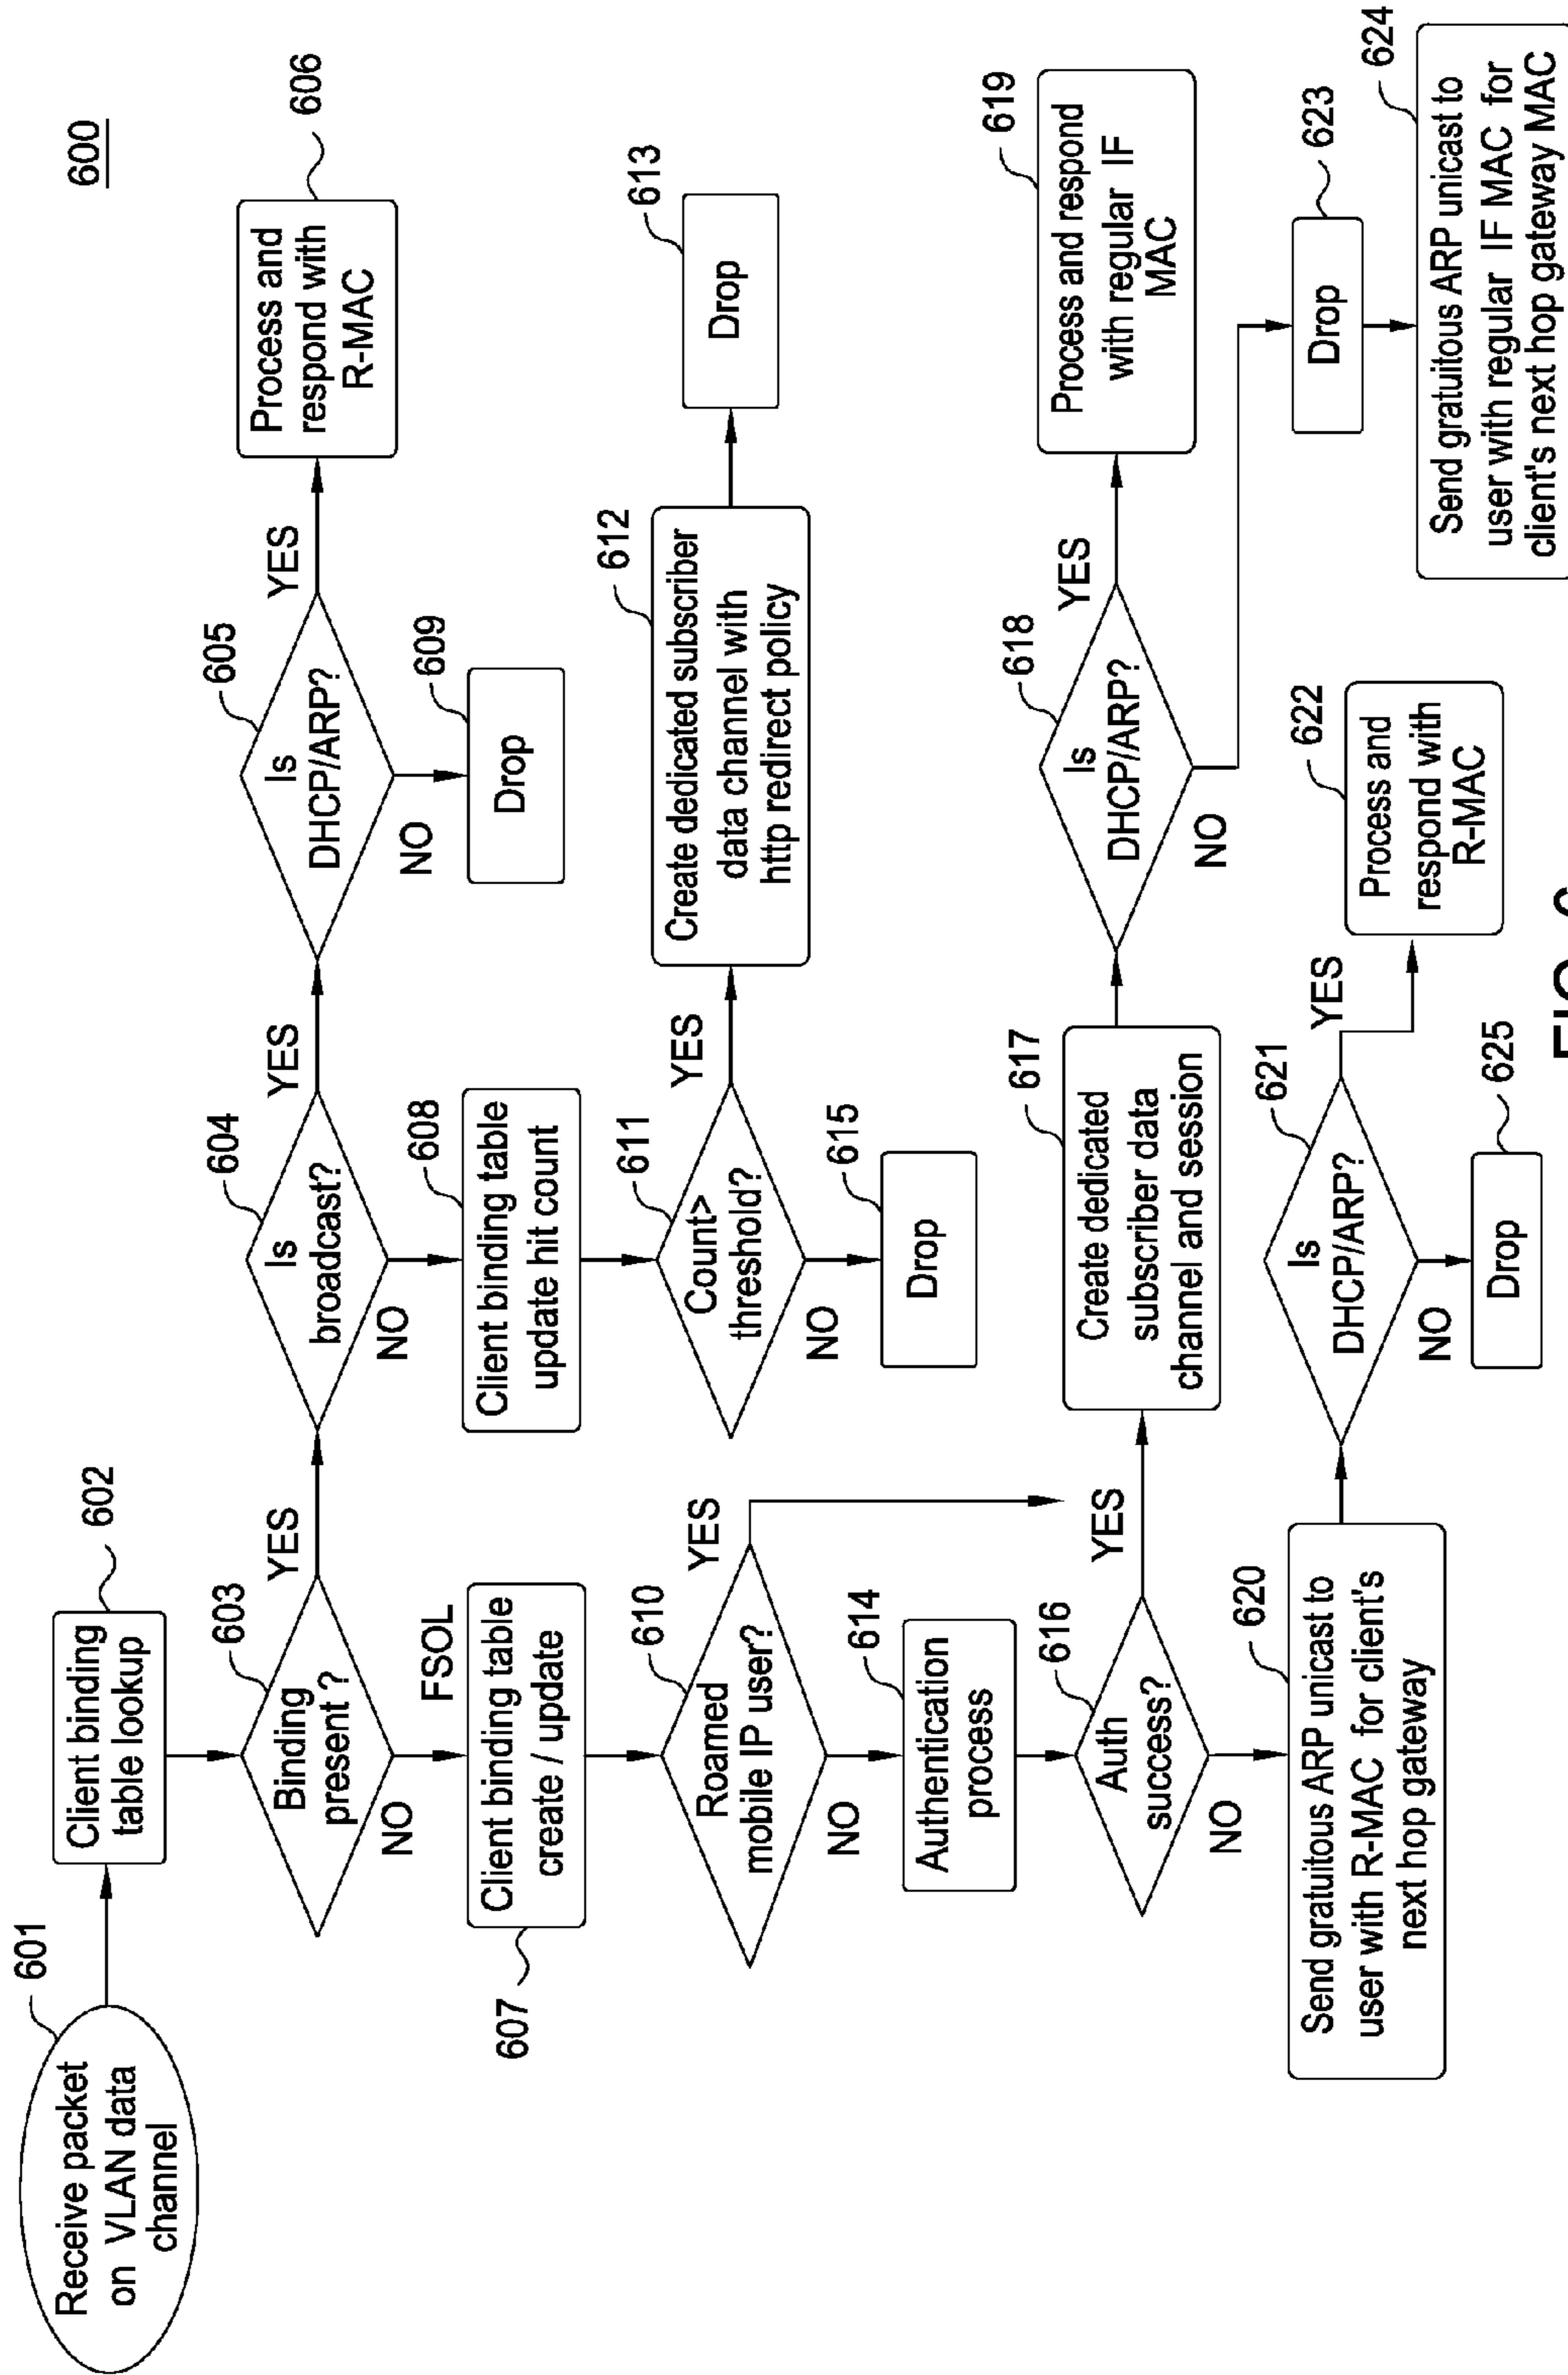 600
601
Receive packet
on VLAN data
channel
602
Client binding
table lookup
603
Binding
present ?
YES
NO
604
Is
broadcast?
YES
NO
605
Is
DHCP/ARP?
YES
NO
606
Process and
respond with
R-MAC
FSOL
607
Client binding table
create / update
608
Client binding table
update hit count
609
Drop
610
Roamed
mobile IP user?
YES
NO
611
Count>
threshold?
YES
NO
612
Create dedicated subscriber
data channel with
http redirect policy
613
Drop
614
Authentication
process
615
Drop
616
Auth
success?
YES
NO
617
Create dedicated
subscriber data
channel and session
618
Is
DHCP/ARP?
YES
NO
619
Process and respond
with regular IF
MAC
620
Send gratuitous ARP unicast to
user with R-MAC for client's
next hop gateway
621
Is
DHCP/ARP?
YES
NO
622
Process and
respond with
R-MAC
623
Drop
624
Send gratuitous ARP unicast to
user with regular IF MAC for
client's next hop gateway MAC
625
Drop